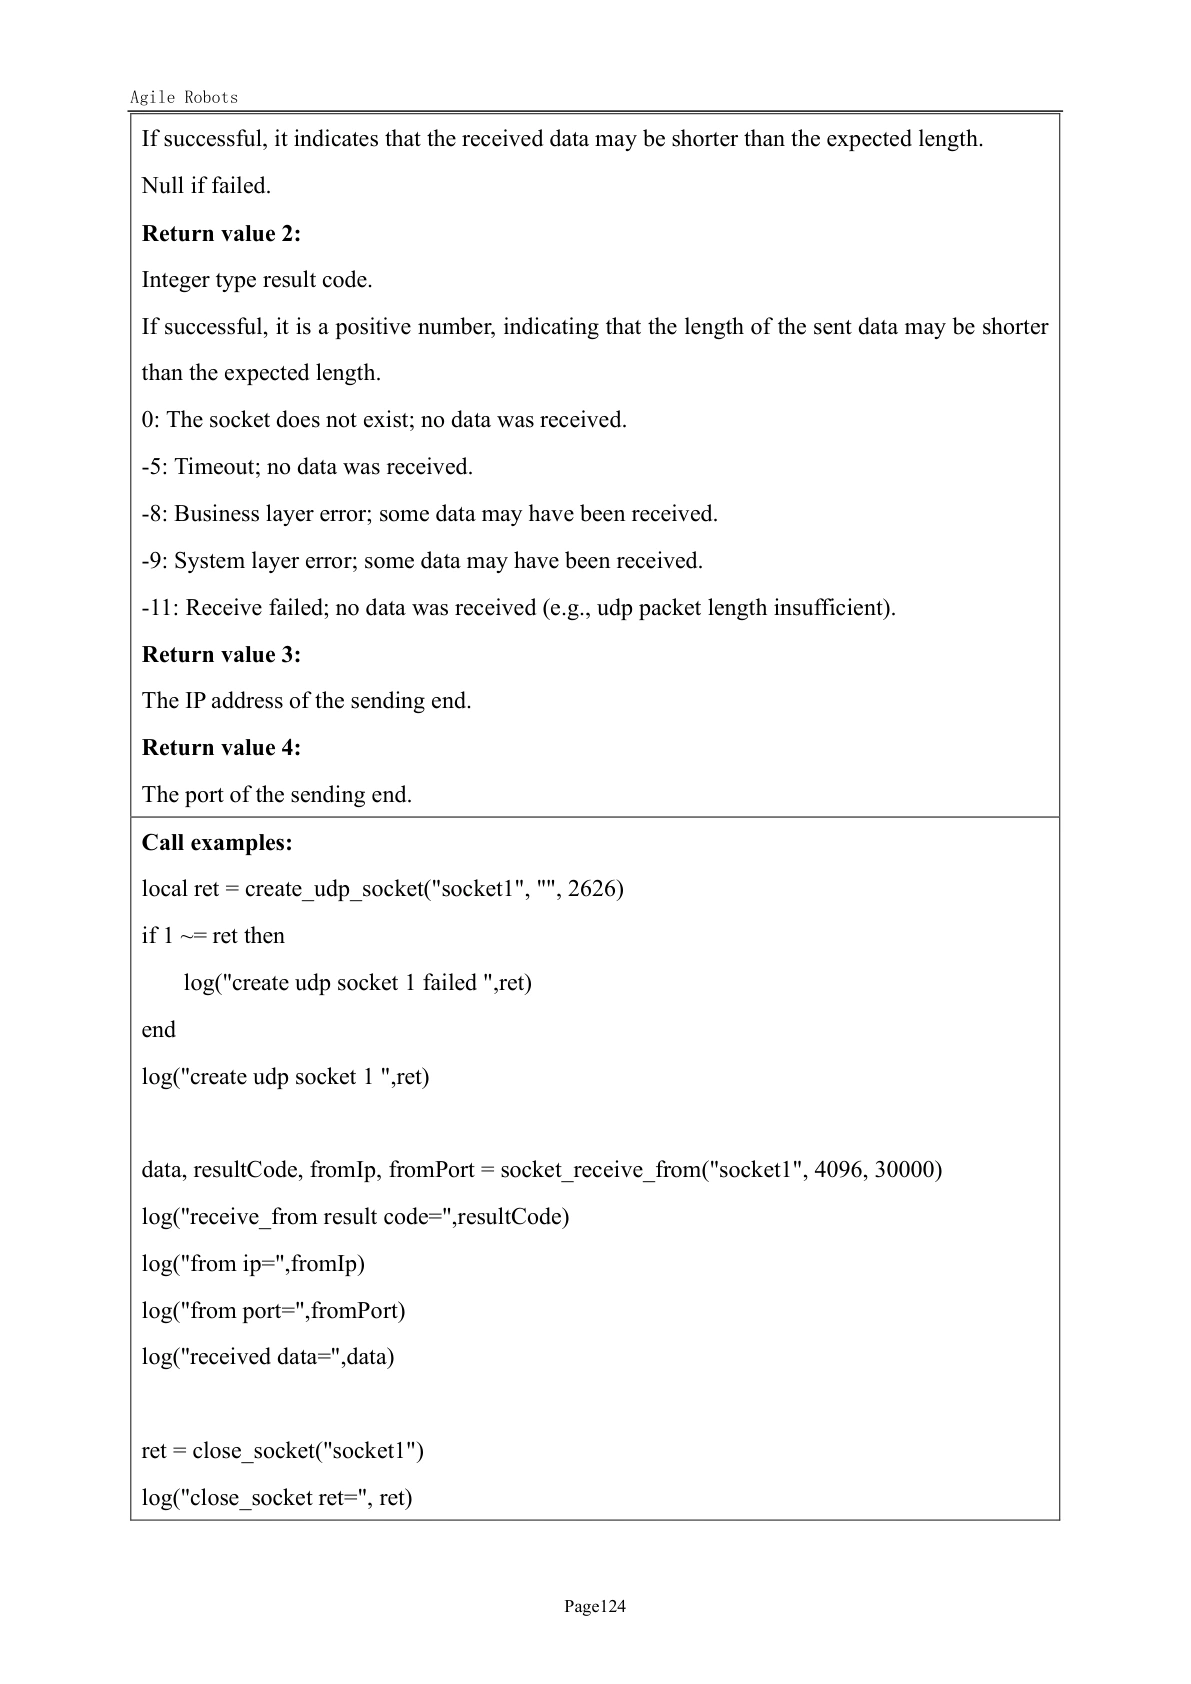 Agile Robots
If successful, it indicates that the received data may be shorter than the expected length.
Null if failed.
Return value 2:
Integer type result code.
If successful, it is a positive number, indicating that the length of the sent data may be shorter
than the expected length.
0: The socket does not exist; no data was received.
-5: Timeout; no data was received.
-8: Business layer error; some data may have been received.
-9: System layer error; some data may have been received.
-11: Receive failed; no data was received (e.g., udp packet length insufficient).
Return value 3:
The IP address of the sending end.
Return value 4:
The port of the sending end.
Call examples:
local ret = create_udp_socket("socket1", "", 2626)
if 1 ~= ret then
log("create udp socket 1 failed ",ret)
end
log("create udp socket 1 ",ret)
data, resultCode, fromIp, fromPort = socket_receive_from("socket1", 4096, 30000)
log("receive_from result code=",resultCode)
log("from ip=",fromIp)
log("from port=",fromPort)
log("received data=",data)
ret = close_socket("socket1")
log("close_socket ret=", ret)
Page124